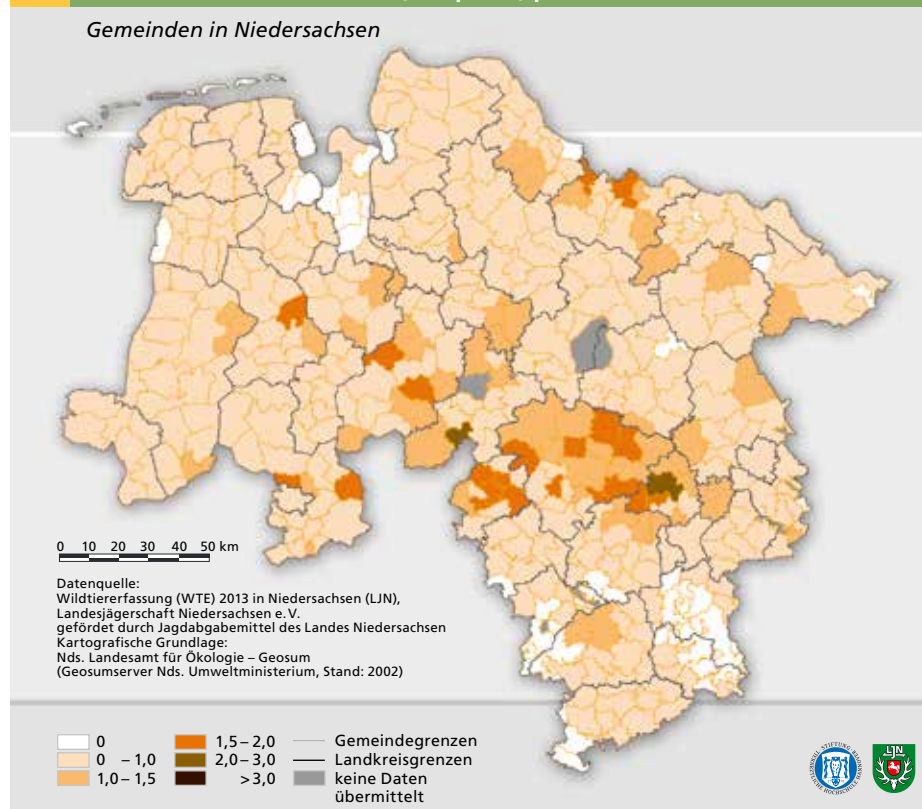 Gemeinden in Niedersachsen
0 10 20 30 40 50 km
Datenquelle:
Wildtiererfassung (WTE) 2013 in Niedersachsen (LJN),
Landesjägerschaft Niedersachsen e. V.
gefördert durch Jagdabgabemittel des Landes Niedersachsen
Kartografische Grundlage:
Nds. Landesamt für Ökologie – Geosum
(Geosumserver Nds. Umweltministerium, Stand: 2002)
0
0 – 1,0
1,0 – 1,5
1,5 – 2,0
2,0 – 3,0
>3,0
Gemeindegrenzen
Landkreisgrenzen
keine Daten
übermittelt
LJN